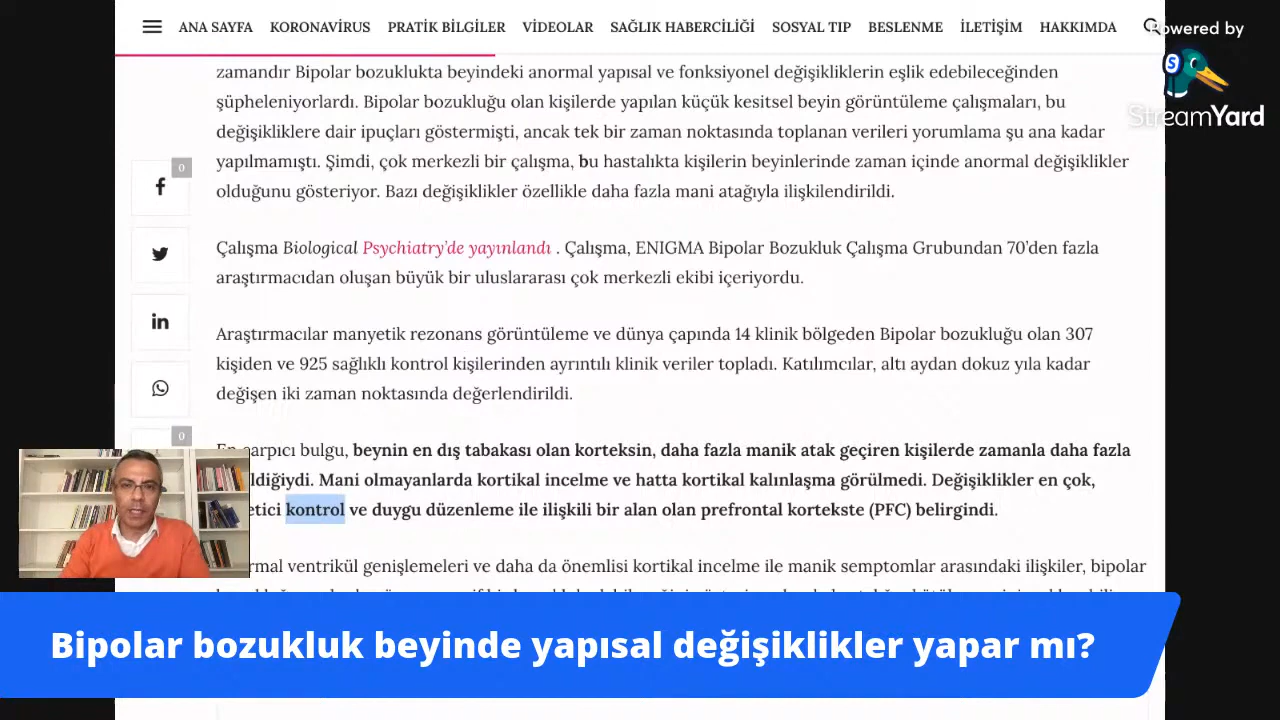 ANA SAYFA KORONAVİRUS PRATİK BİLGİLER VİDEOLAR SAĞLIK HABERCİLİĞİ SOSYAL TIP BESLENME İLETİŞİM HAKKIMDA
Powered by
StreamYard
zamandır Bipolar bozuklukta beyindeki anormal yapısal ve fonksiyonel değişikliklerin eşlik edebileceğinden
şüpheleniyorlardı. Bipolar bozukluğu olan kişilerde yapılan küçük kesitsel beyin görüntüleme çalışmaları, bu
değişikliklere dair ipuçları göstermişti, ancak tek bir zaman noktasında toplanan verileri yorumlama şu ana kadar
yapılmamıştı. Şimdi, çok merkezli bir çalışma, bu hastalıkta kişilerin beyinlerinde zaman içinde anormal değişiklikler
olduğunu gösteriyor. Bazı değişiklikler özellikle daha fazla mani atağıyla ilişkilendirildi.
0
Çalışma Biological Psychiatry’de yayınlandı . Çalışma, ENIGMA Bipolar Bozukluk Çalışma Grubundan 70’den fazla
araştırmacıdan oluşan büyük bir uluslararası çok merkezli ekibi içeriyordu.
Araştırmacılar manyetik rezonans görüntüleme ve dünya çapında 14 klinik bölgeden Bipolar bozukluğu olan 307
kişiden ve 925 sağlıklı kontrol kişilerinden ayrıntılı klinik veriler topladı. Katılımcılar, altı aydan dokuz yıla kadar
değişen iki zaman noktasında değerlendirildi.
0
En çarpıcı bulgu, beynin en dış tabakası olan korteksin, daha fazla manik atak geçiren kişilerde zamanla daha fazla
Mani olmayanlarda kortikal incelme ve hatta kortikal kalınlaşma görülmedi. Değişiklikler en çok,
kontrol ve duygu düzenleme ile ilişkili bir alan olan prefrontal kortekste (PFC) belirgindi.
ventrikül genişlemeleri ve daha da önemlisi kortikal incelme ile manik semptomlar arasındaki ilişkiler, bipolar
Bipolar bozukluk beyinde yapısal değişiklikler yapar mı?